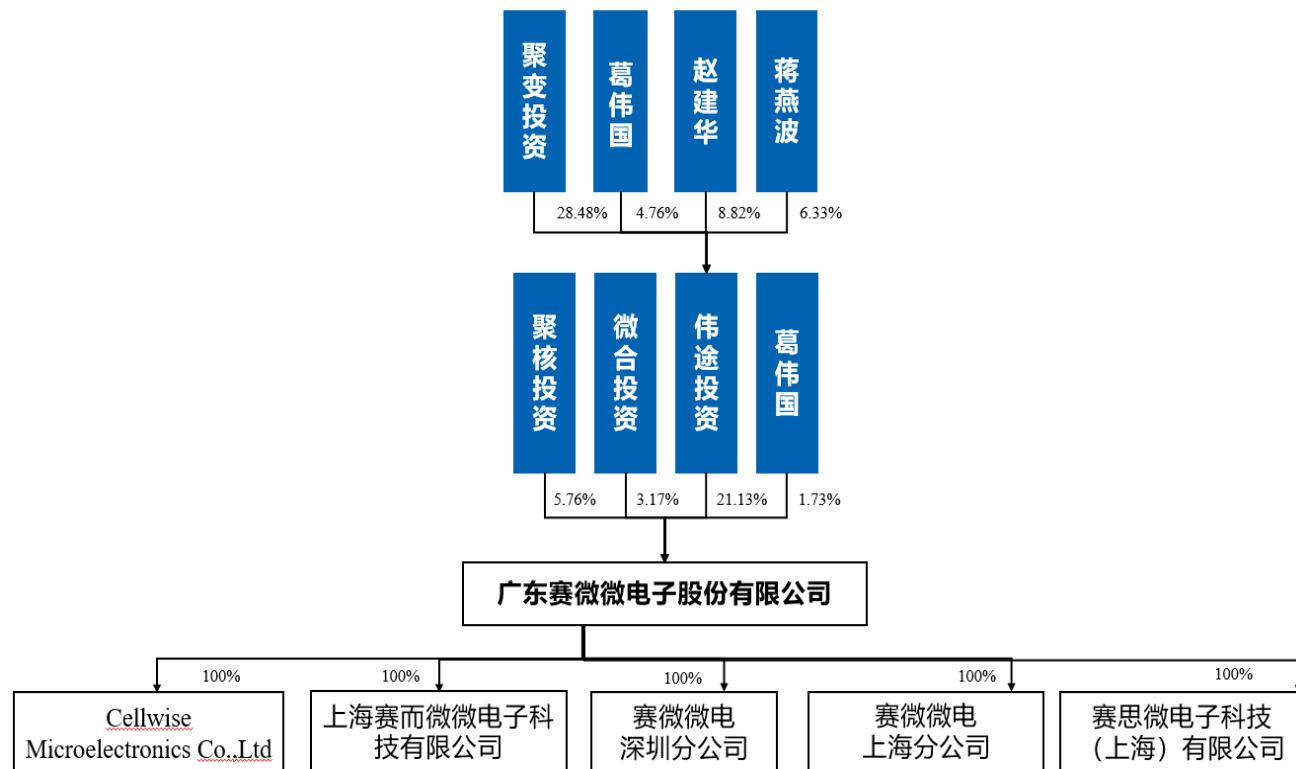 聚变投资
葛伟国
赵建华
蒋燕波
28.48%
4.76%
8.82%
6.33%
聚核投资
微合投资
伟途投资
葛伟国
5.76%
3.17%
21.13%
1.73%
广东赛微微电子股份有限公司
100%
100%
100%
100%
100%
Cellwise
Microelectronics Co.,Ltd
上海赛而微微电子科
技有限公司
赛微微电
深圳分公司
赛微微电
上海分公司
赛思微电子科技
（上海）有限公司